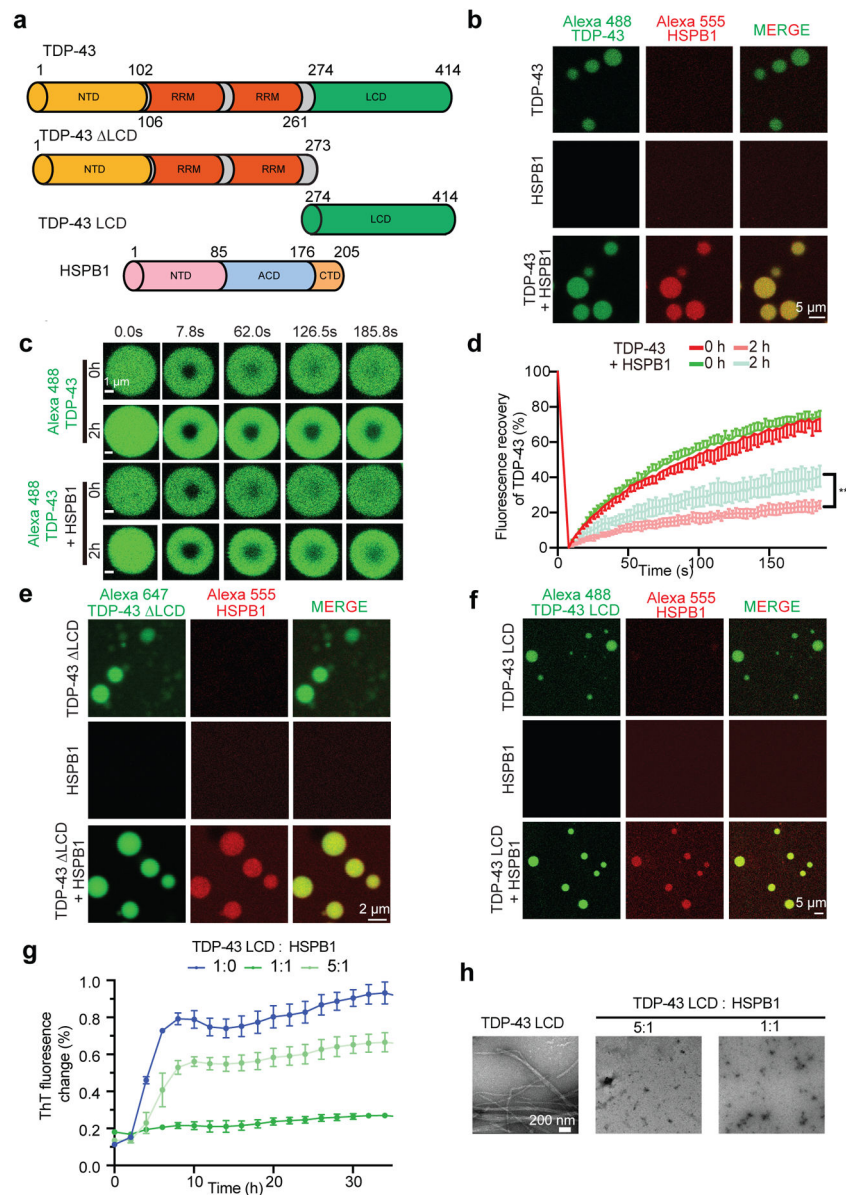 a
TDP-43
1 102 274 414
NTD RRM RRM LCD
106 261
TDP-43 ΔLCD
1 273
NTD RRM RRM
274 414
TDP-43 LCD
LCD
HSPB1
1 85 176 205
NTD ACD CTD
b
Alexa 488 TDP-43
Alexa 555 HSPB1
MERGE
TDP-43
HSPB1
TDP-43 + HSPB1
5 µm
c
0.0s 7.8s 62.0s 126.5s 185.8s
Alexa 488 TDP-43
0h
1 µm
2h
Alexa 488 TDP-43 + HSPB1
0h
2h
d
TDP-43 0 h 2 h
+ HSPB1 0 h 2 h
Fluorescence recovery of TDP-43 (%)
100
80
60
40
20
0
50 100 150
Time (s)
**
e
Alexa 647 TDP-43 ΔLCD
Alexa 555 HSPB1
MERGE
TDP-43 ΔLCD
HSPB1
TDP-43 ΔLCD + HSPB1
2 µm
f
Alexa 488 TDP-43 LCD
Alexa 555 HSPB1
MERGE
TDP-43 LCD
HSPB1
TDP-43 LCD + HSPB1
5 µm
g
TDP-43 LCD : HSPB1
1:0 1:1 5:1
ThT fluoresence change (%)
1.0
0.8
0.6
0.4
0.2
0.0
0 10 20 30
Time (h)
h
TDP-43 LCD : HSPB1
TDP-43 LCD 5:1 1:1
200 nm